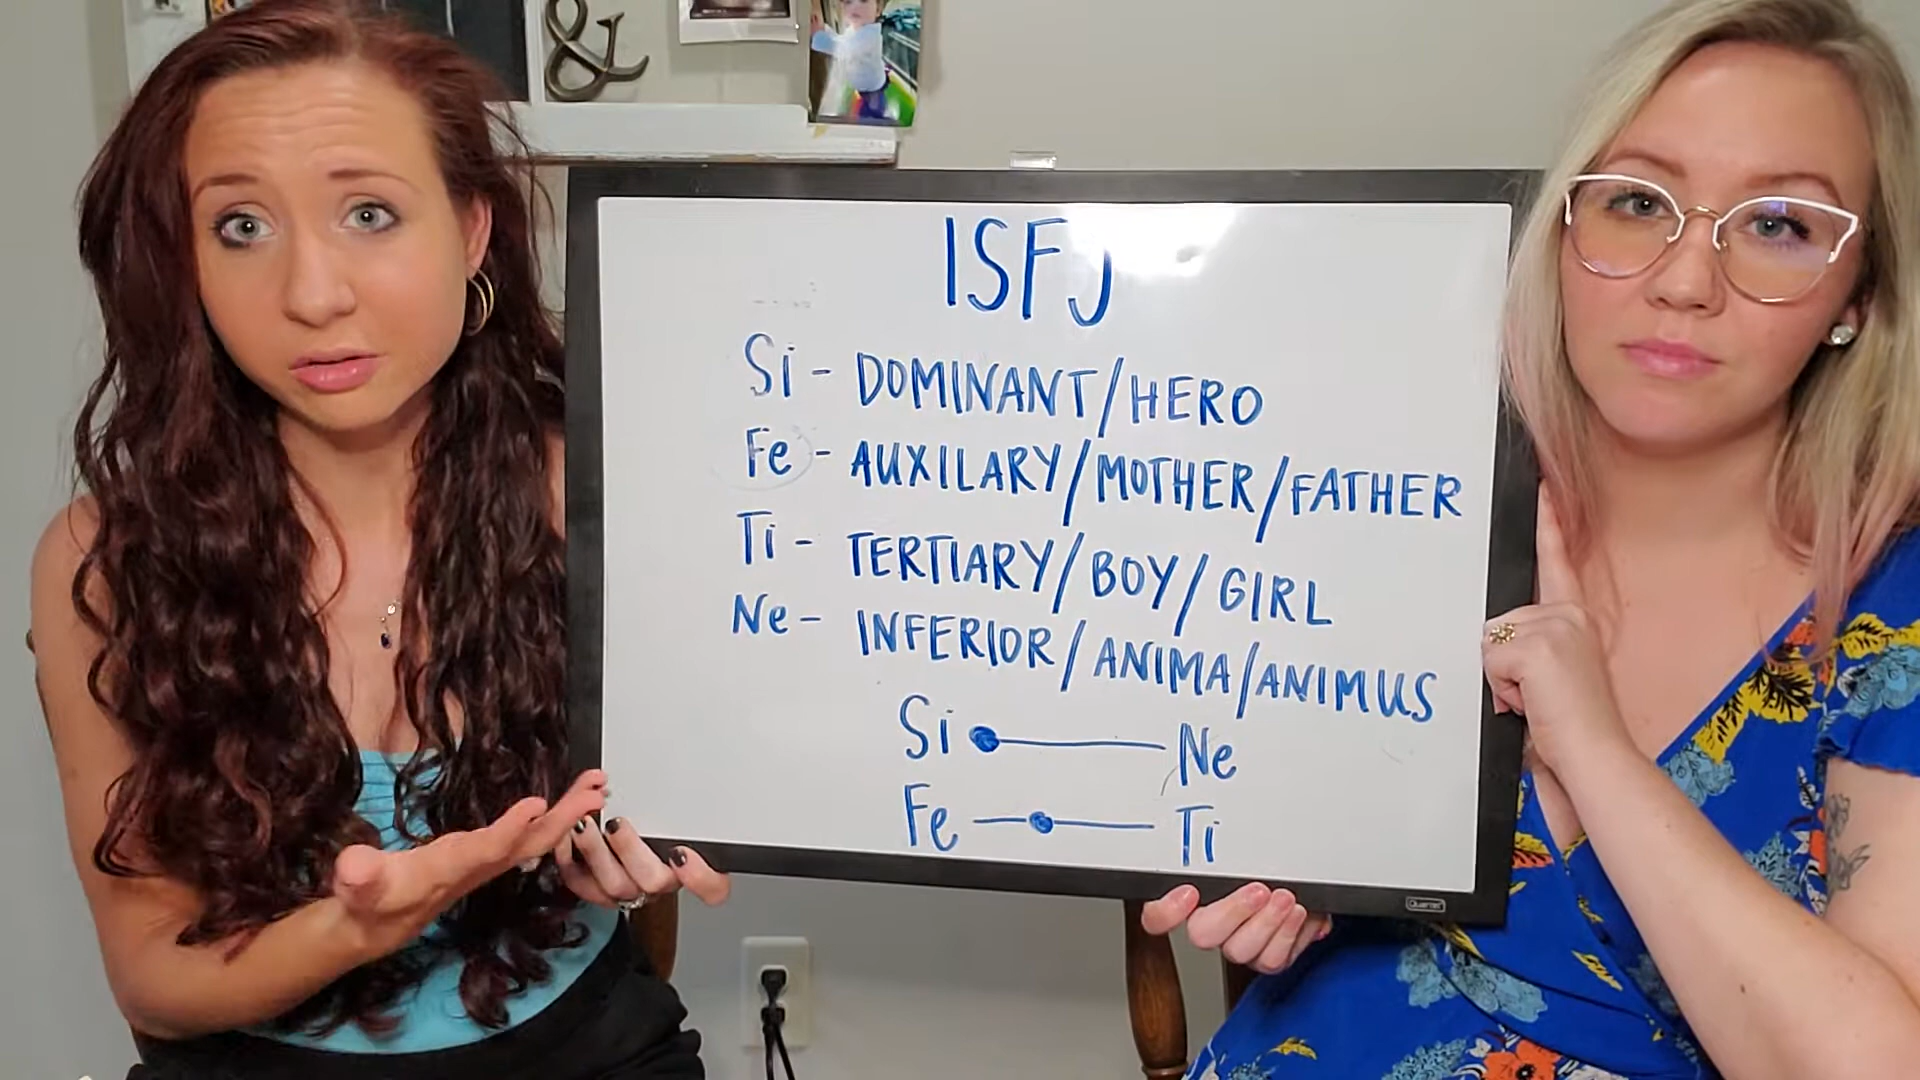 &
ISFJ
Si - DOMINANT/HERO
Fe - AUXILARY/MOTHER/FATHER
Ti - TERTIARY/BOY/GIRL
Ne - INFERIOR/ANIMA/ANIMUS
Si Ne
Fe Ti
Quartet